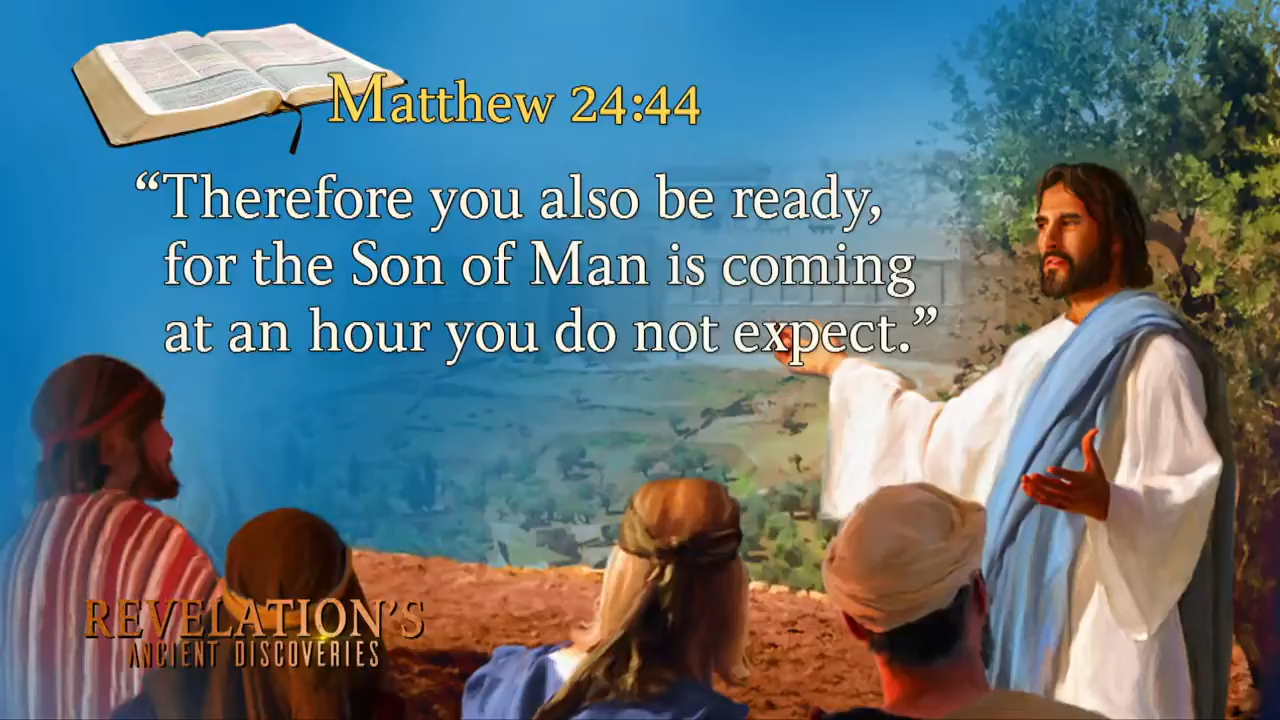 Matthew 24:44
“Therefore you also be ready,
for the Son of Man is coming
at an hour you do not expect.”
REVELATION'S
ANCIENT DISCOVERIES